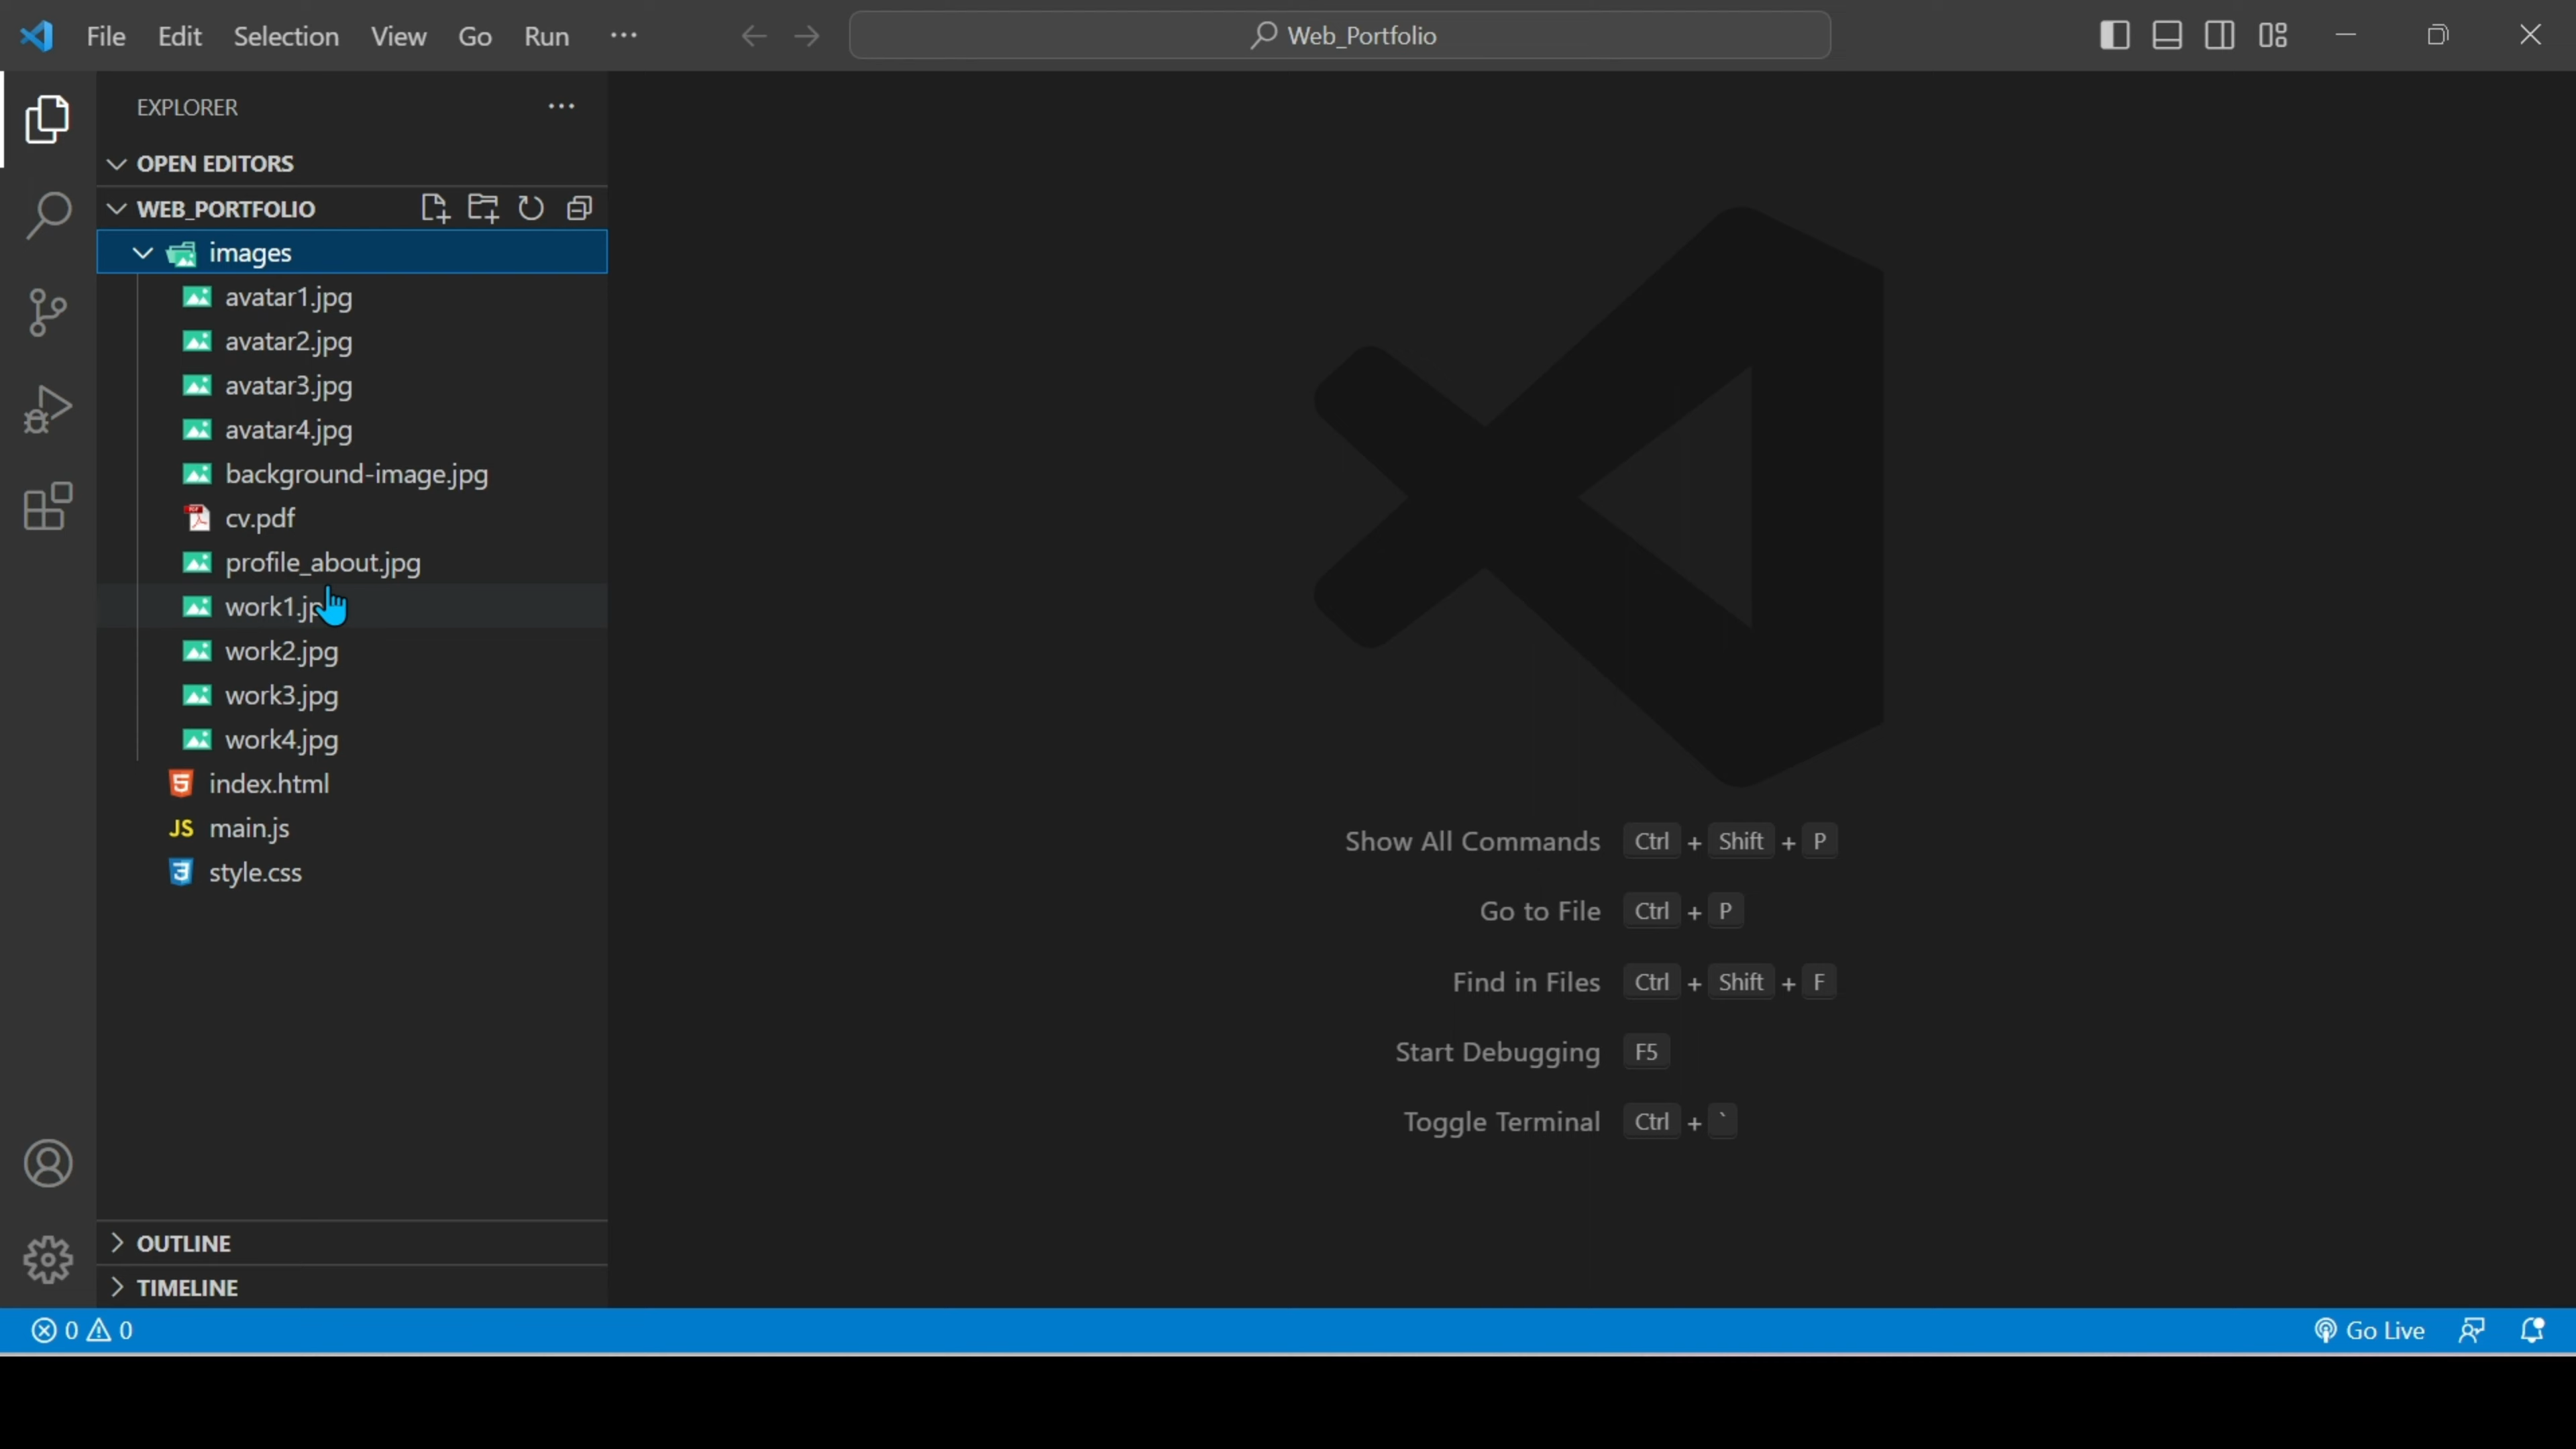 File Edit Selection View Go Run ···
Web_Portfolio
EXPLORER
OPEN EDITORS
WEB_PORTFOLIO
images
avatar1.jpg
avatar2.jpg
avatar3.jpg
avatar4.jpg
background-image.jpg
cv.pdf
profile_about.jpg
work2.jpg
work3.jpg
work4.jpg
index.html
JS main.js
style.css
Show All Commands Ctrl + Shift + P
Go to File Ctrl + P
Find in Files Ctrl + Shift + F
Start Debugging F5
Toggle Terminal Ctrl + `
OUTLINE
TIMELINE
0 0
Go Live